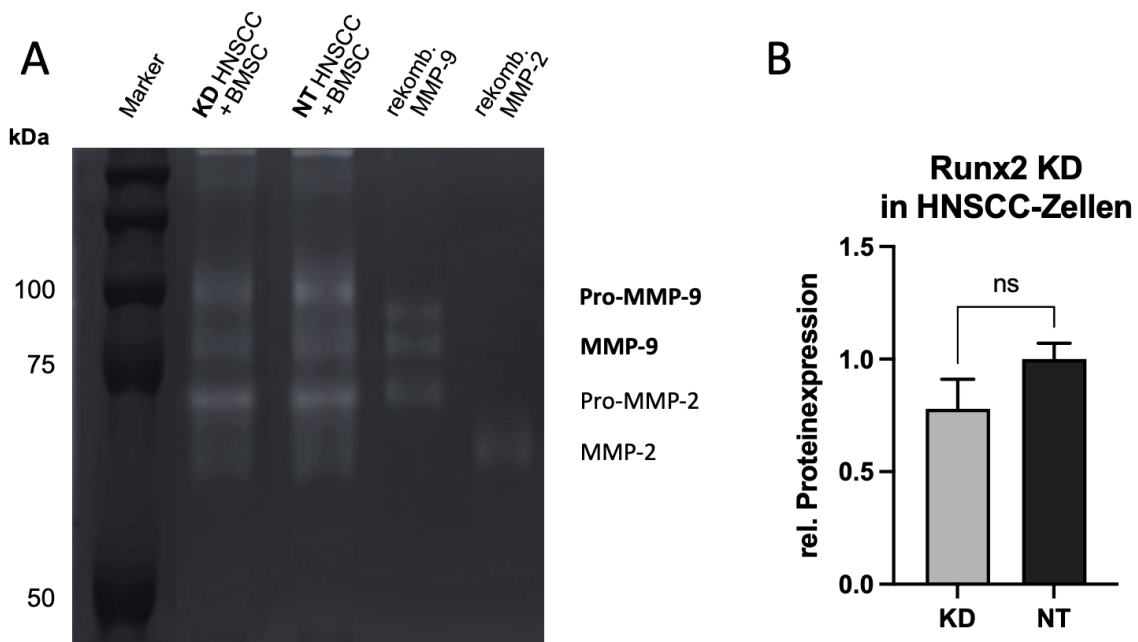 A
Marker
KD HNSCC
+ BMSC
NT HNSCC
+ BMSC
rekomb.
MMP-9
rekomb.
MMP-2
kDa
100
75
50
Pro-MMP-9
MMP-9
Pro-MMP-2
MMP-2
B
Runx2 KD
in HNSCC-Zellen
rel. Proteinexpression
1.5
1.0
0.5
0.0
ns
KD
NT